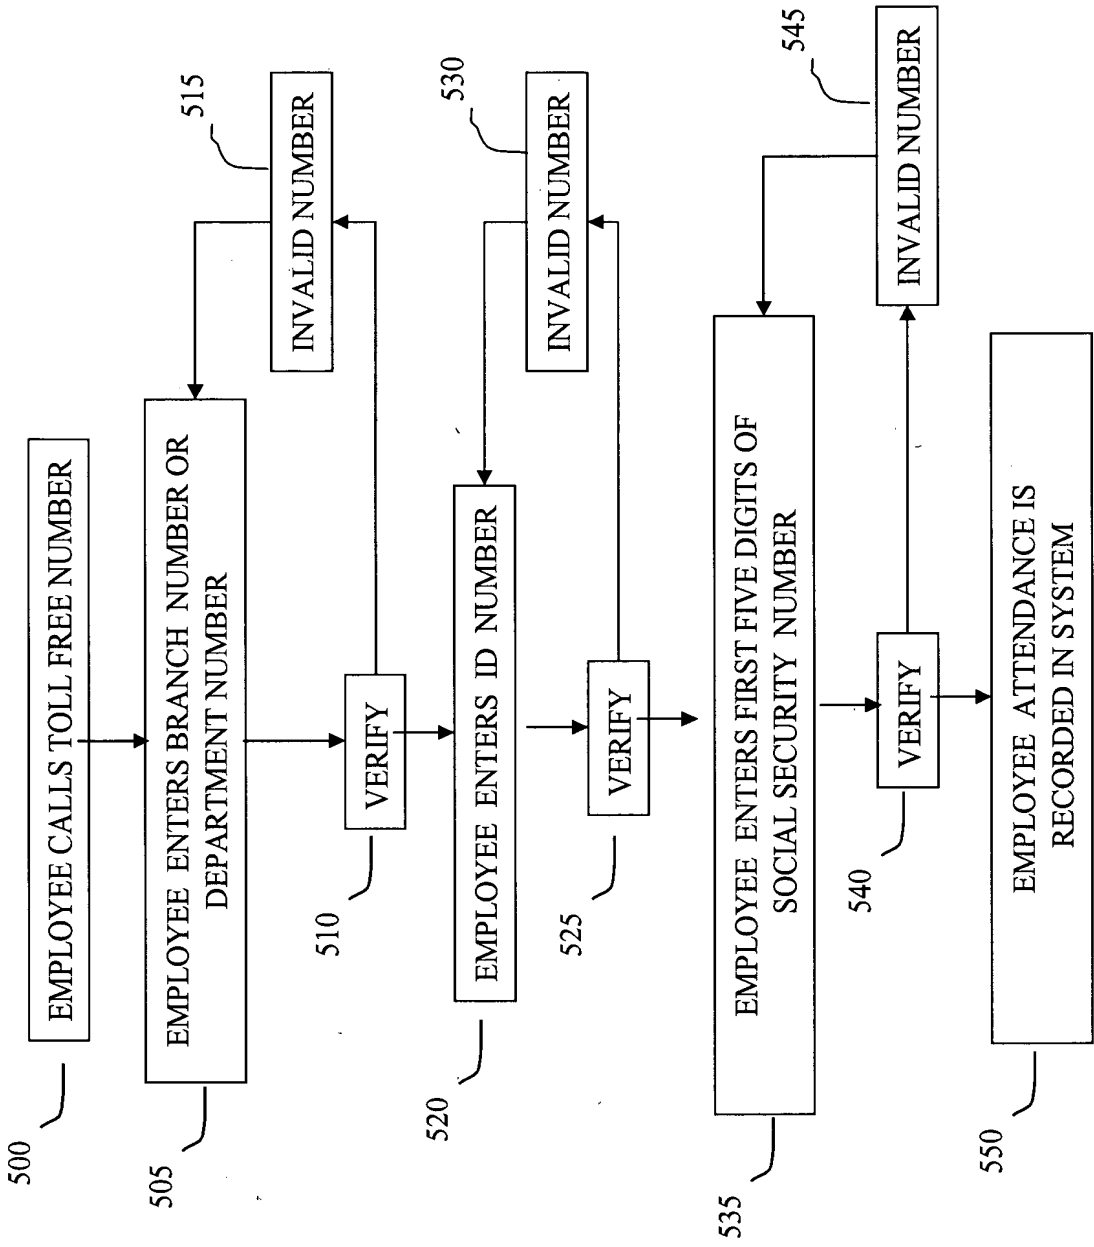 500
EMPLOYEE CALLS TOLL FREE NUMBER
505
EMPLOYEE ENTERS BRANCH NUMBER OR
DEPARTMENT NUMBER
510
VERIFY
515
INVALID NUMBER
520
EMPLOYEE ENTERS ID NUMBER
525
VERIFY
530
INVALID NUMBER
535
EMPLOYEE ENTERS FIRST FIVE DIGITS OF
SOCIAL SECURITY NUMBER
540
VERIFY
545
INVALID NUMBER
550
EMPLOYEE ATTENDANCE IS
RECORDED IN SYSTEM